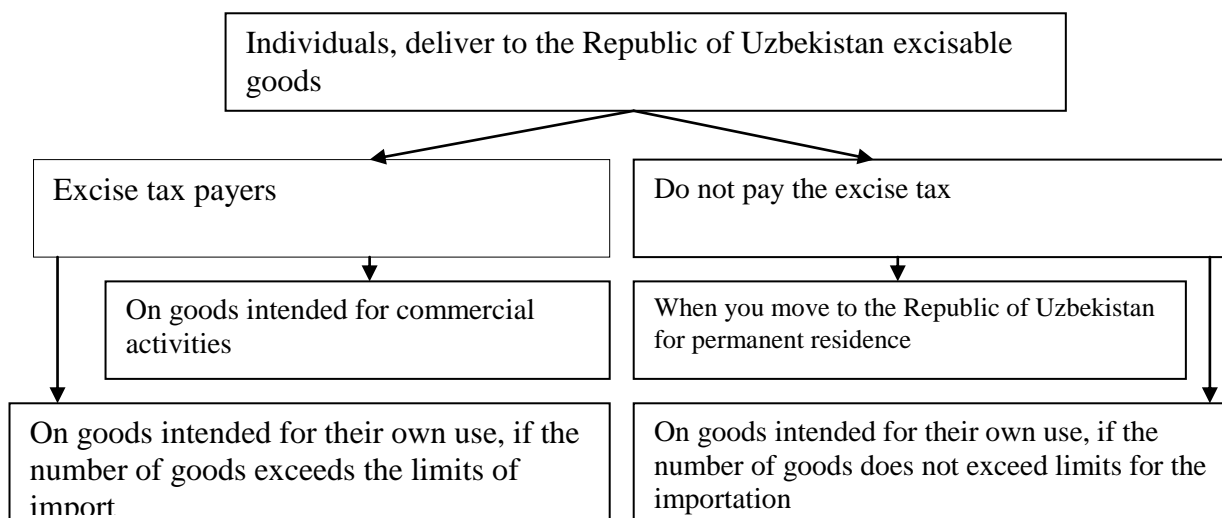 Individuals, deliver to the Republic of Uzbekistan excisable
goods
Excise tax payers
Do not pay the excise tax
On goods intended for commercial
activities
When you move to the Republic of Uzbekistan
for permanent residence
On goods intended for their own use, if the
number of goods exceeds the limits of
import
On goods intended for their own use, if the
number of goods does not exceed limits for the
importation